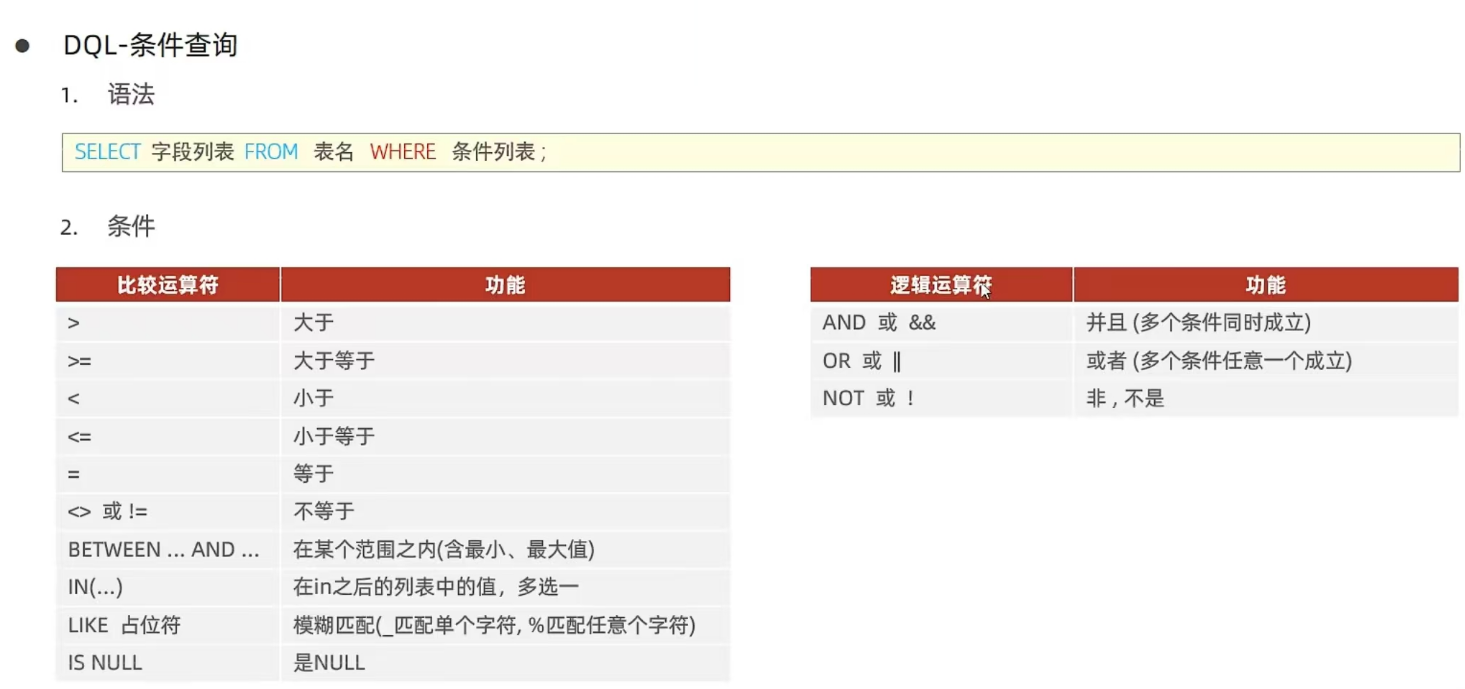 ● DQL-条件查询
1. 语法
SELECT 字段列表 FROM 表名 WHERE 条件列表 ;
2. 条件
比较运算符 功能
> 大于
>= 大于等于
< 小于
<= 小于等于
= 等于
<> 或 != 不等于
BETWEEN ... AND ... 在某个范围之内(含最小、最大值)
IN(...) 在in之后的列表中的值，多选一
LIKE 占位符 模糊匹配(_匹配单个字符, %匹配任意个字符)
IS NULL 是NULL
逻辑运算符 功能
AND 或 && 并且 (多个条件同时成立)
OR 或 || 或者 (多个条件任意一个成立)
NOT 或 ! 非 , 不是